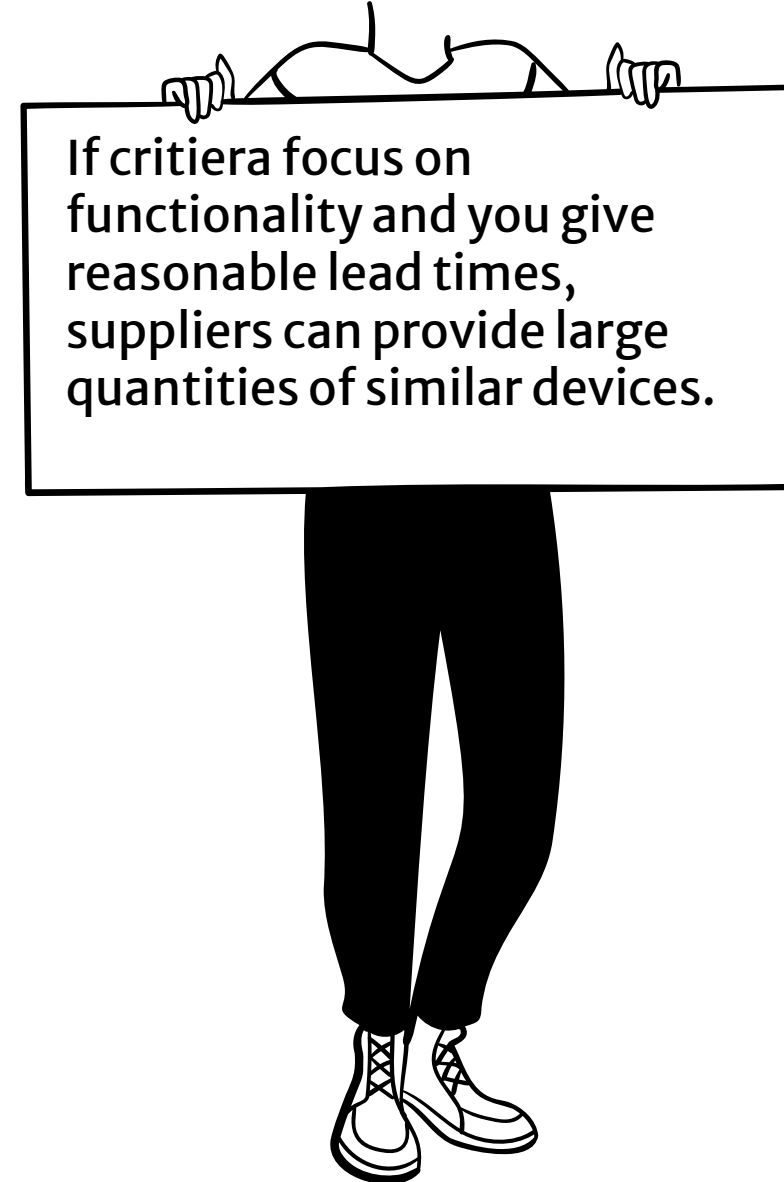 If critiera focus on
functionality and you give
reasonable lead times,
suppliers can provide large
quantities of similar devices.